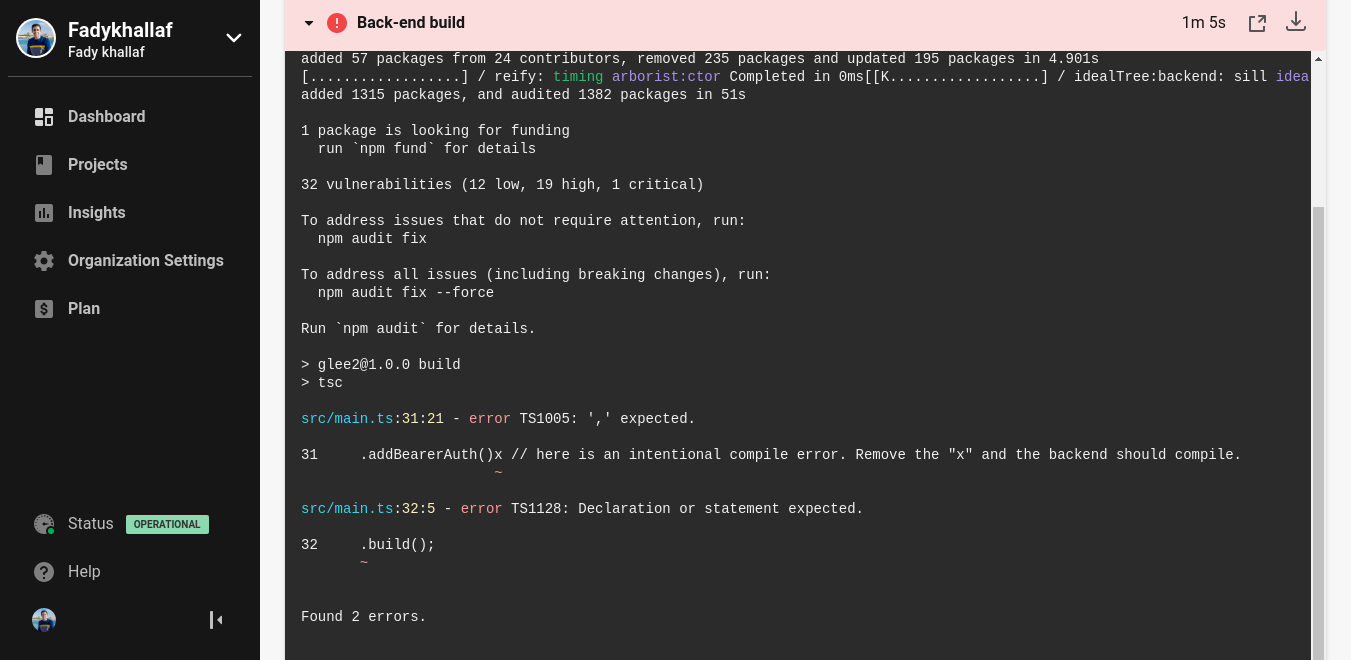 Fadykhallaf
Fady khallaf
Dashboard
Projects
Insights
Organization Settings
Plan
Status OPERATIONAL
Help
Back-end build 1m 5s
added 57 packages from 24 contributors, removed 235 packages and updated 195 packages in 4.901s
[..................] / reify: timing arborist:ctor Completed in 0ms[[K..................] / idealTree:backend: sill idea
added 1315 packages, and audited 1382 packages in 51s
1 package is looking for funding
run `npm fund` for details
32 vulnerabilities (12 low, 19 high, 1 critical)
To address issues that do not require attention, run:
npm audit fix
To address all issues (including breaking changes), run:
npm audit fix --force
Run `npm audit` for details.
> glee2@1.0.0 build
> tsc
src/main.ts:31:21 - error TS1005: ',' expected.
31     .addBearerAuth()x // here is an intentional compile error. Remove the "x" and the backend should compile.
~
src/main.ts:32:5 - error TS1128: Declaration or statement expected.
32     .build();
~
Found 2 errors.